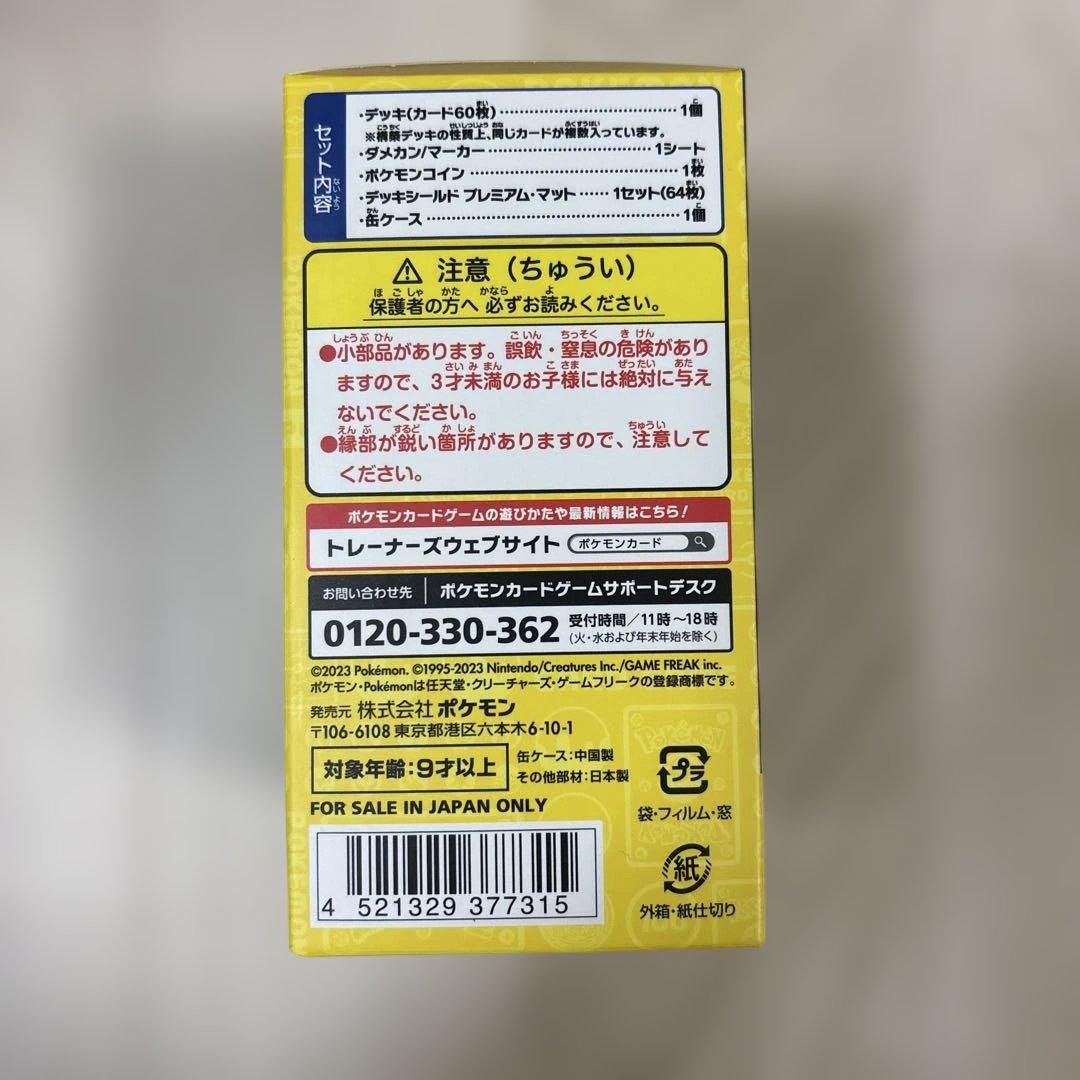 POKEMON
セット内容
ないよう
・デッキ(カード60枚)……………………………1個
※構築デッキの性質上、同じカードが複数入っています。
・ダメカン/マーカー……………………………1シート
・ポケモンコイン……………………………1枚
・デッキシールド プレミアム・マット……1セット(64枚)
・缶ケース……………………………1個
⚠ 注意(ちゅうい)
保護者の方へ 必ずお読みください。
●小部品があります。誤飲・窒息の危険があり
ますので、3才未満のお子様には絶対に与え
ないでください。
●縁部が鋭い箇所がありますので、注意して
ください。
ポケモンカードゲームの遊びかたや最新情報はこちら!
トレーナーズウェブサイト ポケモンカード
お問い合わせ先 ポケモンカードゲームサポートデスク
0120-330-362 受付時間/11時〜18時
(火・水および年末年始を除く)
©2023 Pokémon. ©1995-2023 Nintendo/Creatures Inc./GAME FREAK inc.
ポケモン・Pokémonは任天堂・クリーチャーズ・ゲームフリークの登録商標です。
発売元 株式会社ポケモン
〒106-6108 東京都港区六本木6-10-1
対象年齢:9才以上
缶ケース:中国製
その他部材:日本製
FOR SALE IN JAPAN ONLY
4 521329 377315
プラ
袋・フィルム・窓
紙
外箱・紙仕切り